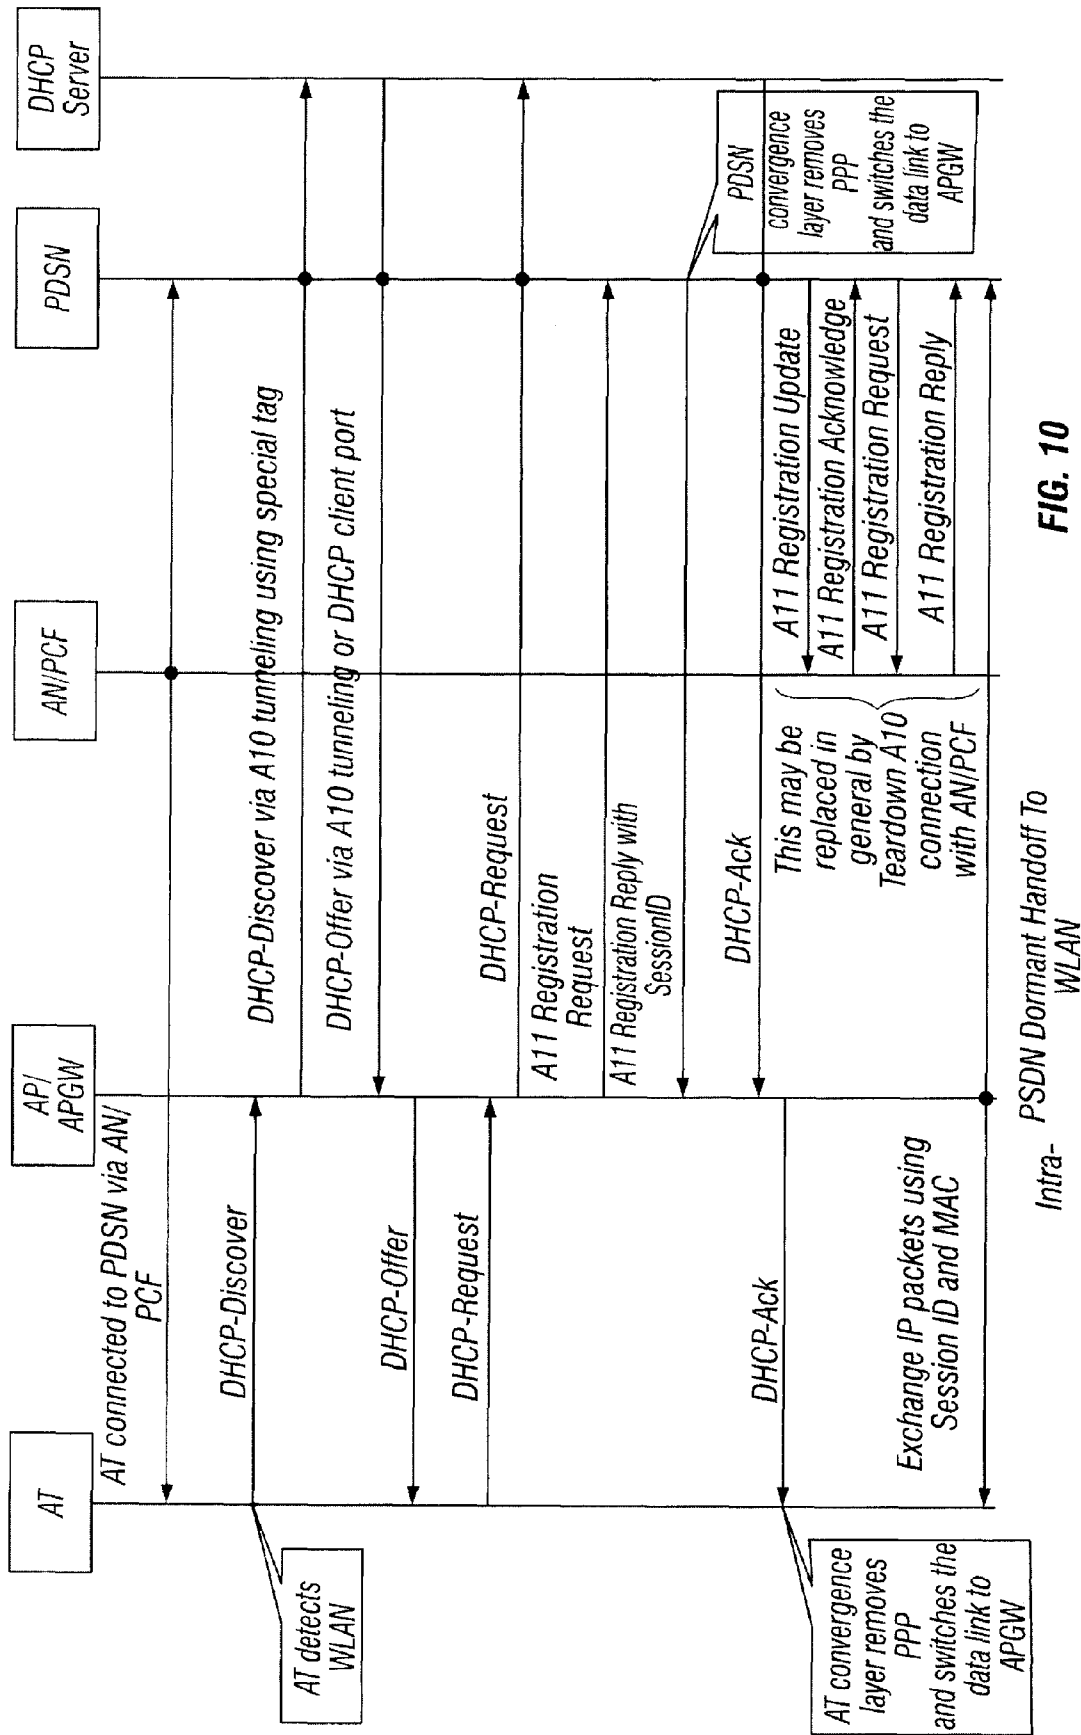 AT
AP/
APGW
AN/PCF
PDSN
DHCP
Server
AT connected to PDSN via AN/
PCF
AT detects
WLAN
DHCP-Discover
DHCP-Discover via A10 tunneling using special tag
DHCP-Offer via A10 tunneling or DHCP client port
DHCP-Offer
DHCP-Request
DHCP-Request
A11 Registration
Request
A11 Registration Reply with
SessionID
PDSN
convergence
layer removes
PPP
and switches the
data link to
APGW
DHCP-Ack
DHCP-Ack
AT convergence
layer removes
PPP
and switches the
data link to
APGW
A11 Registration Update
A11 Registration Acknowledge
A11 Registration Request
A11 Registration Reply
This may be
replaced in
general by
Teardown A10
connection
with AN/PCF
Exchange IP packets using
Session ID and MAC
Intra- PSDN Dormant Handoff To
WLAN
FIG. 10